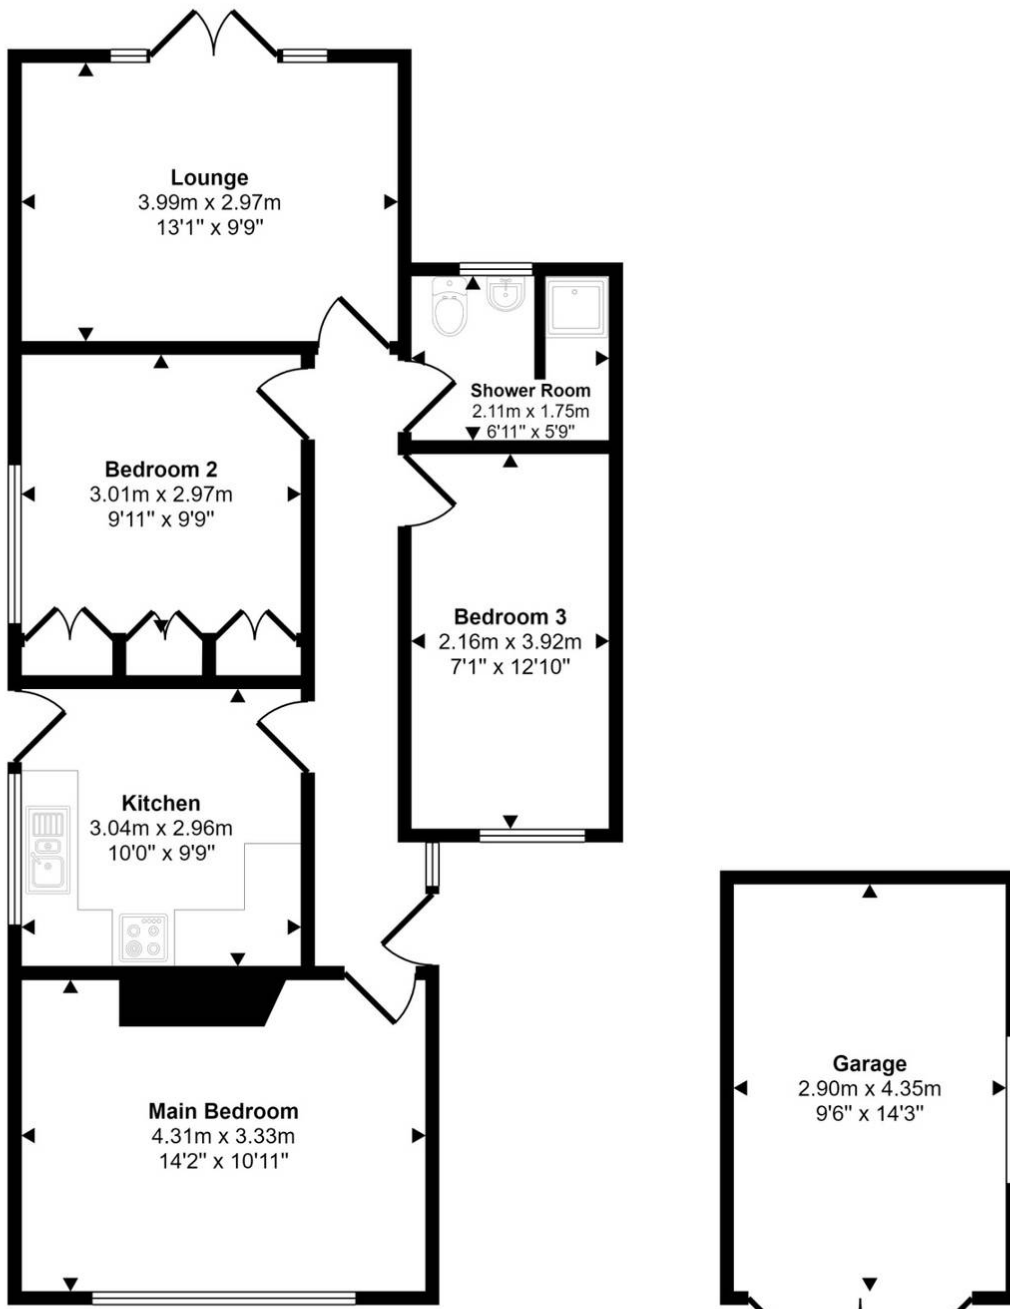 Lounge
3.99m x 2.97m
13'1" x 9'9"
Shower Room
2.11m x 1.75m
6'11" x 5'9"
Bedroom 2
3.01m x 2.97m
9'11" x 9'9"
Bedroom 3
2.16m x 3.92m
7'1" x 12'10"
Kitchen
3.04m x 2.96m
10'0" x 9'9"
Garage
2.90m x 4.35m
9'6" x 14'3"
Main Bedroom
4.31m x 3.33m
14'2" x 10'11"